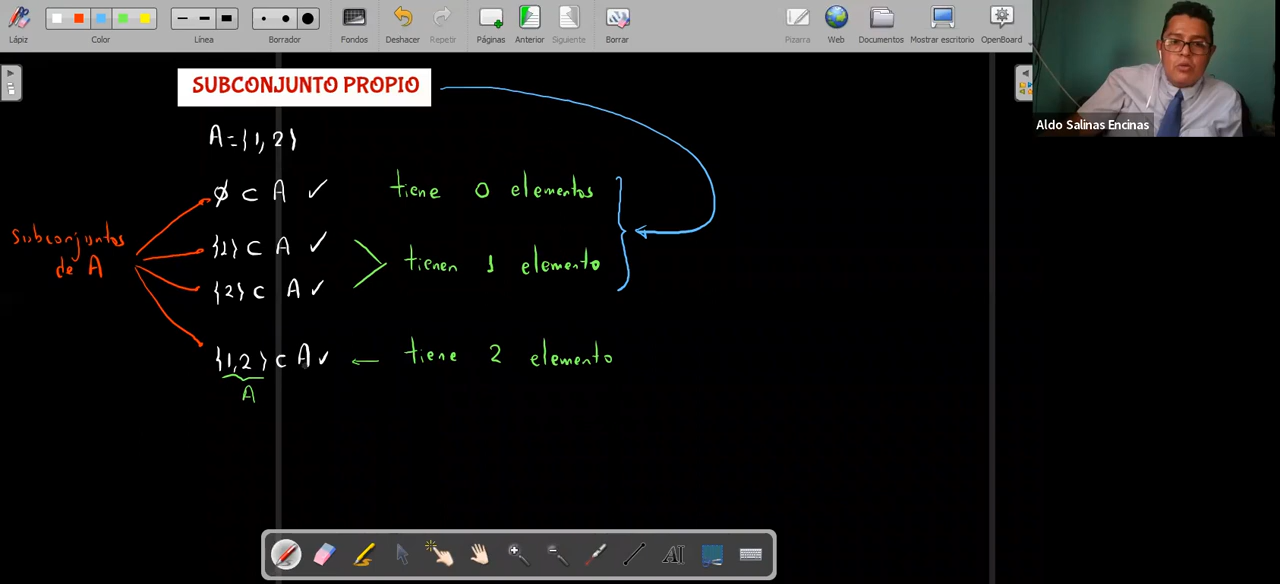 Lápiz
Color
Línea
Borrador
Fondos
Deshacer
Repetir
Páginas
Anterior
Siguiente
Borrar
Pizarra
Web
Documentos
Mostrar escritorio
OpenBoard
Aldo Salinas Encinas
SUBCONJUNTO PROPIO
A={1,2}
∅ ⊂ A ✓ tiene 0 elementos
Subconjuntos
de A
{1} ⊂ A ✓
tienen 1 elemento
{2} ⊂ A ✓
{1,2} ⊂ A ✓ ← tiene 2 elemento
A
AI